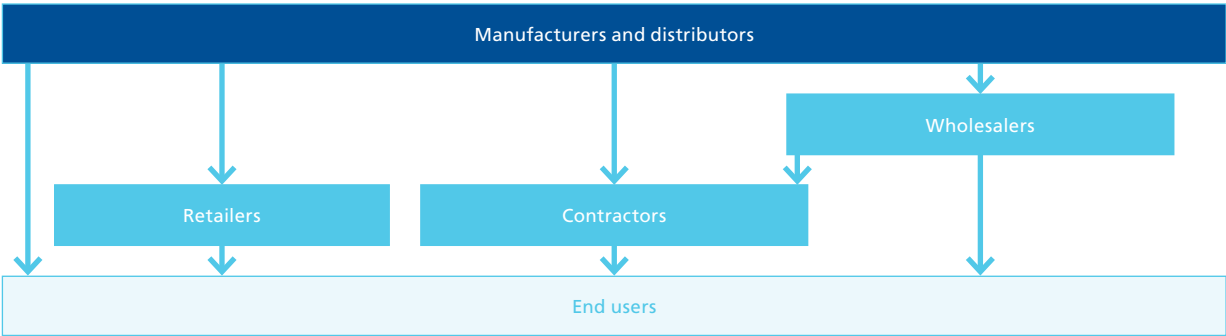 Manufacturers and distributors
Wholesalers
Retailers
Contractors
End users